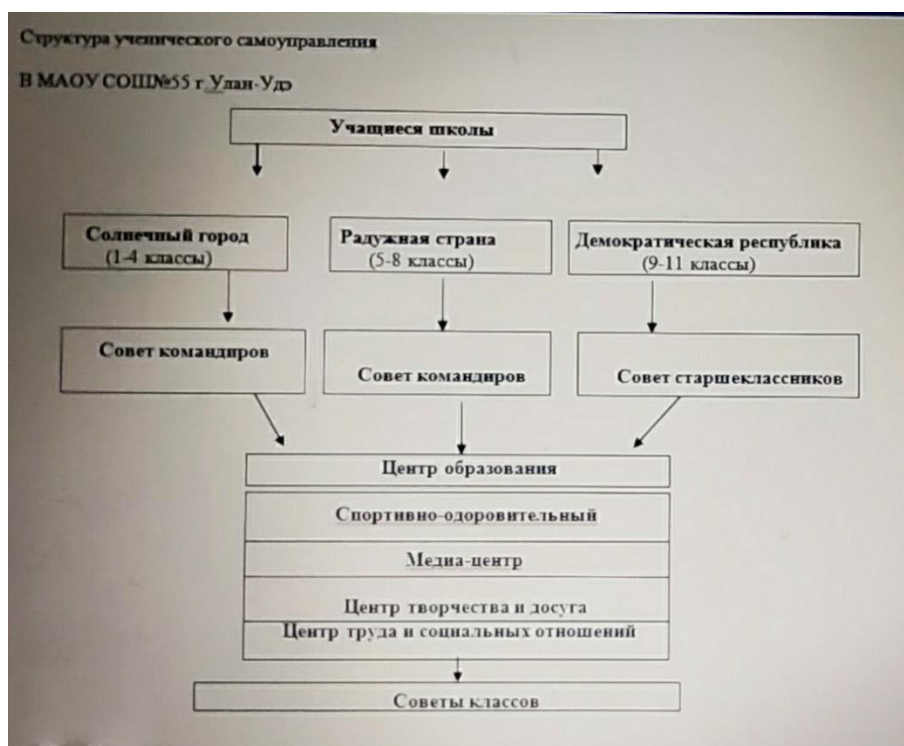 Структура ученического самоуправления
В МАОУ СОШ№55 г Улан-Удэ
Учащиеся школы
Солнечный город
(1-4 классы)
Радужная страна
(5-8 классы)
Демократическая республика
(9-11 классы)
Совет командиров
Совет командиров
Совет старшеклассников
Центр образования
Спортивно-одоровительный
Медиа-центр
Центр творчества и досуга
Центр труда и социальных отношений
Советы классов